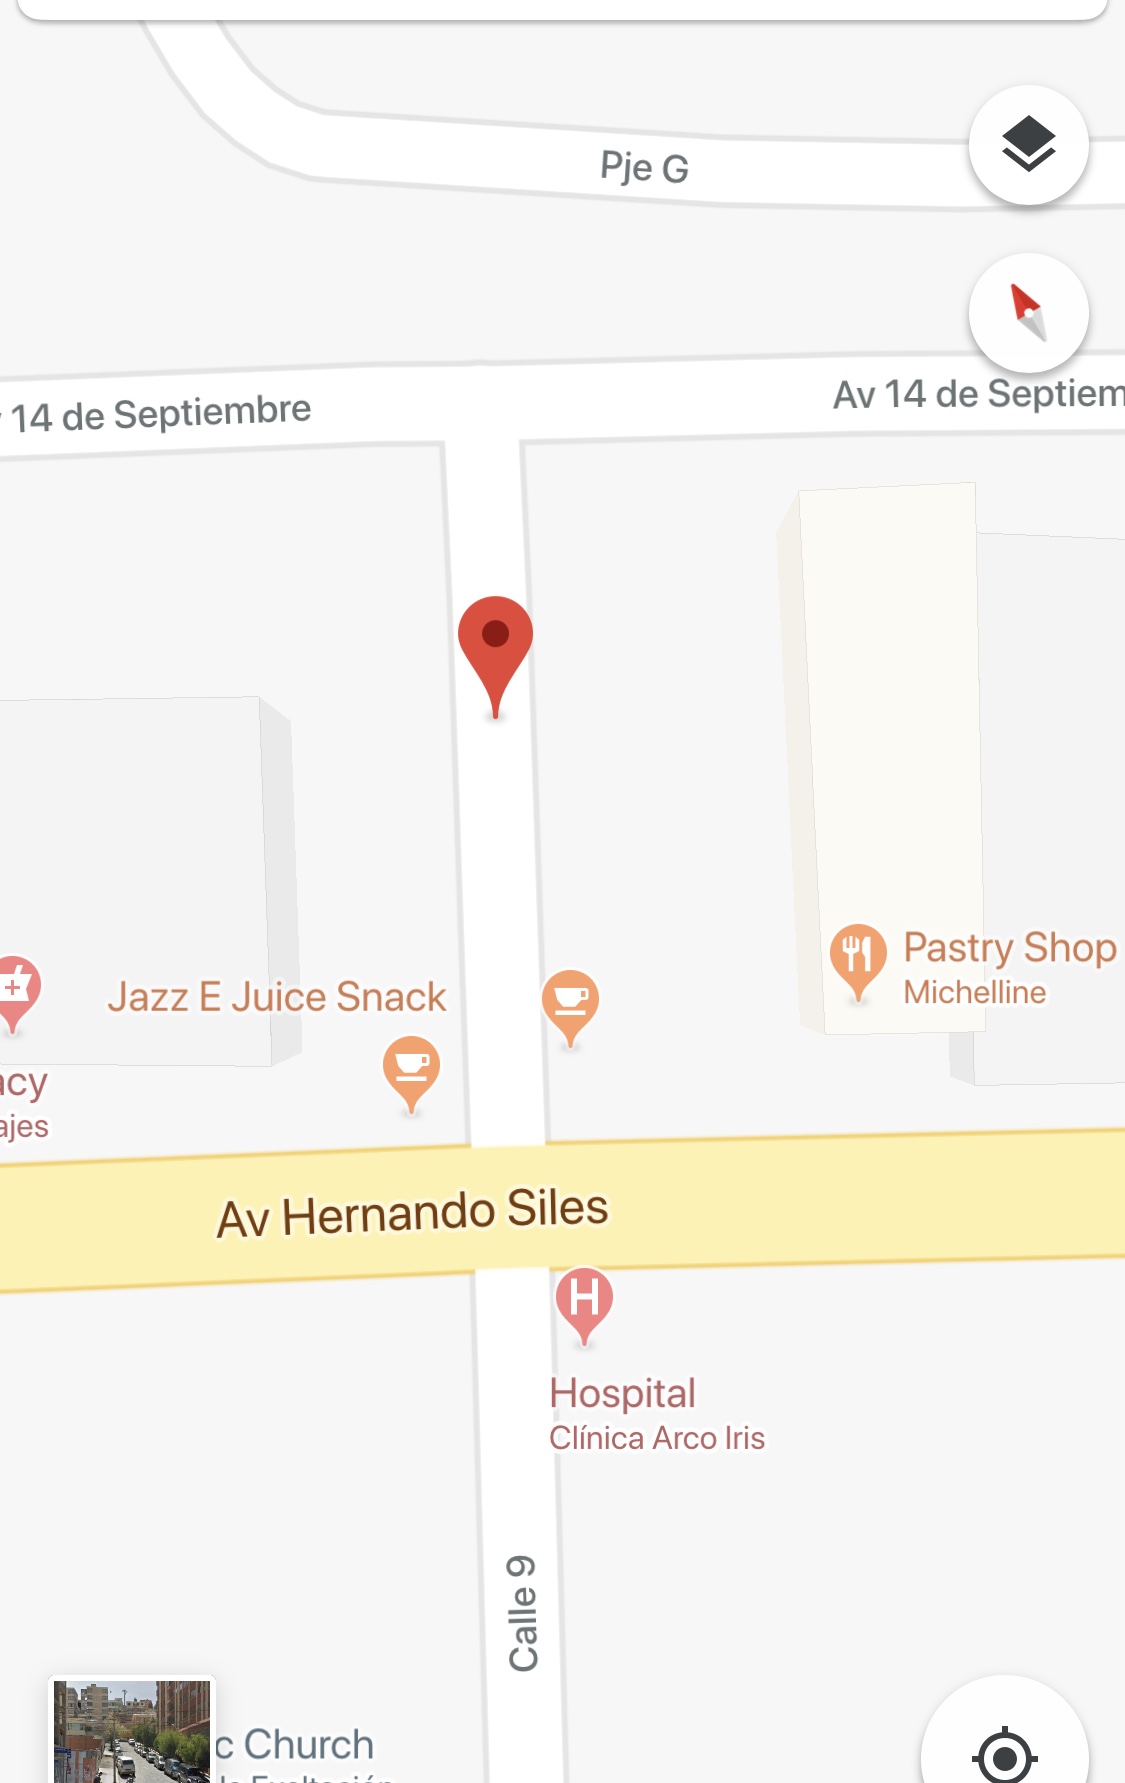 Pje G
14 de Septiembre
Av 14 de Septiem
Pastry Shop
Michelline
Jazz E Juice Snack
acy
ajes
Av Hernando Siles
H
Hospital
Clínica Arco Iris
Calle 9
c Church